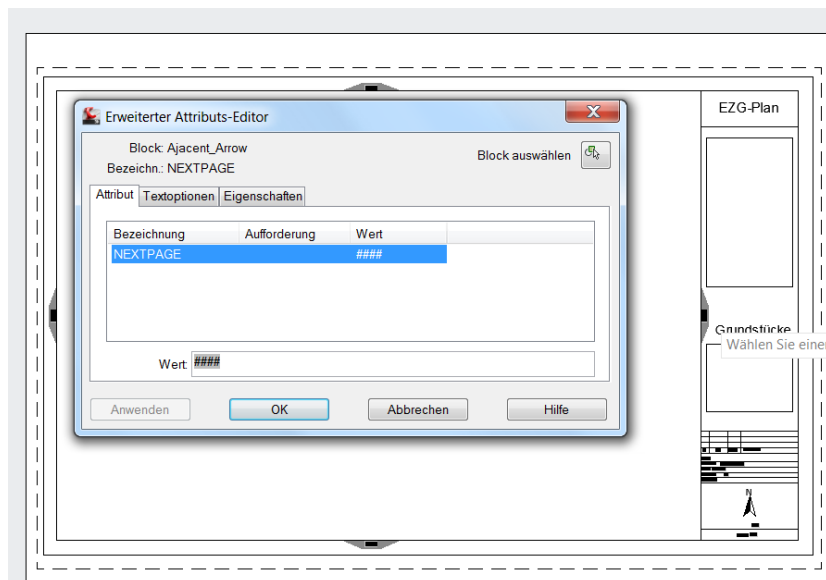 Erweiterter Attributs-Editor
Block: Ajacent_Arrow
Bezeichn.: NEXTPAGE
Block auswählen
Attribut Textoptionen Eigenschaften
Bezeichnung Aufforderung Wert
NEXTPAGE ####
Wert: ####
Anwenden OK Abbrechen Hilfe
EZG-Plan
Grundstücke
Wählen Sie einen
N